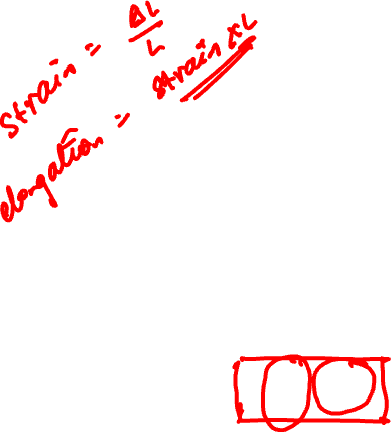 Strain = ΔL/L
elongation = strain × L